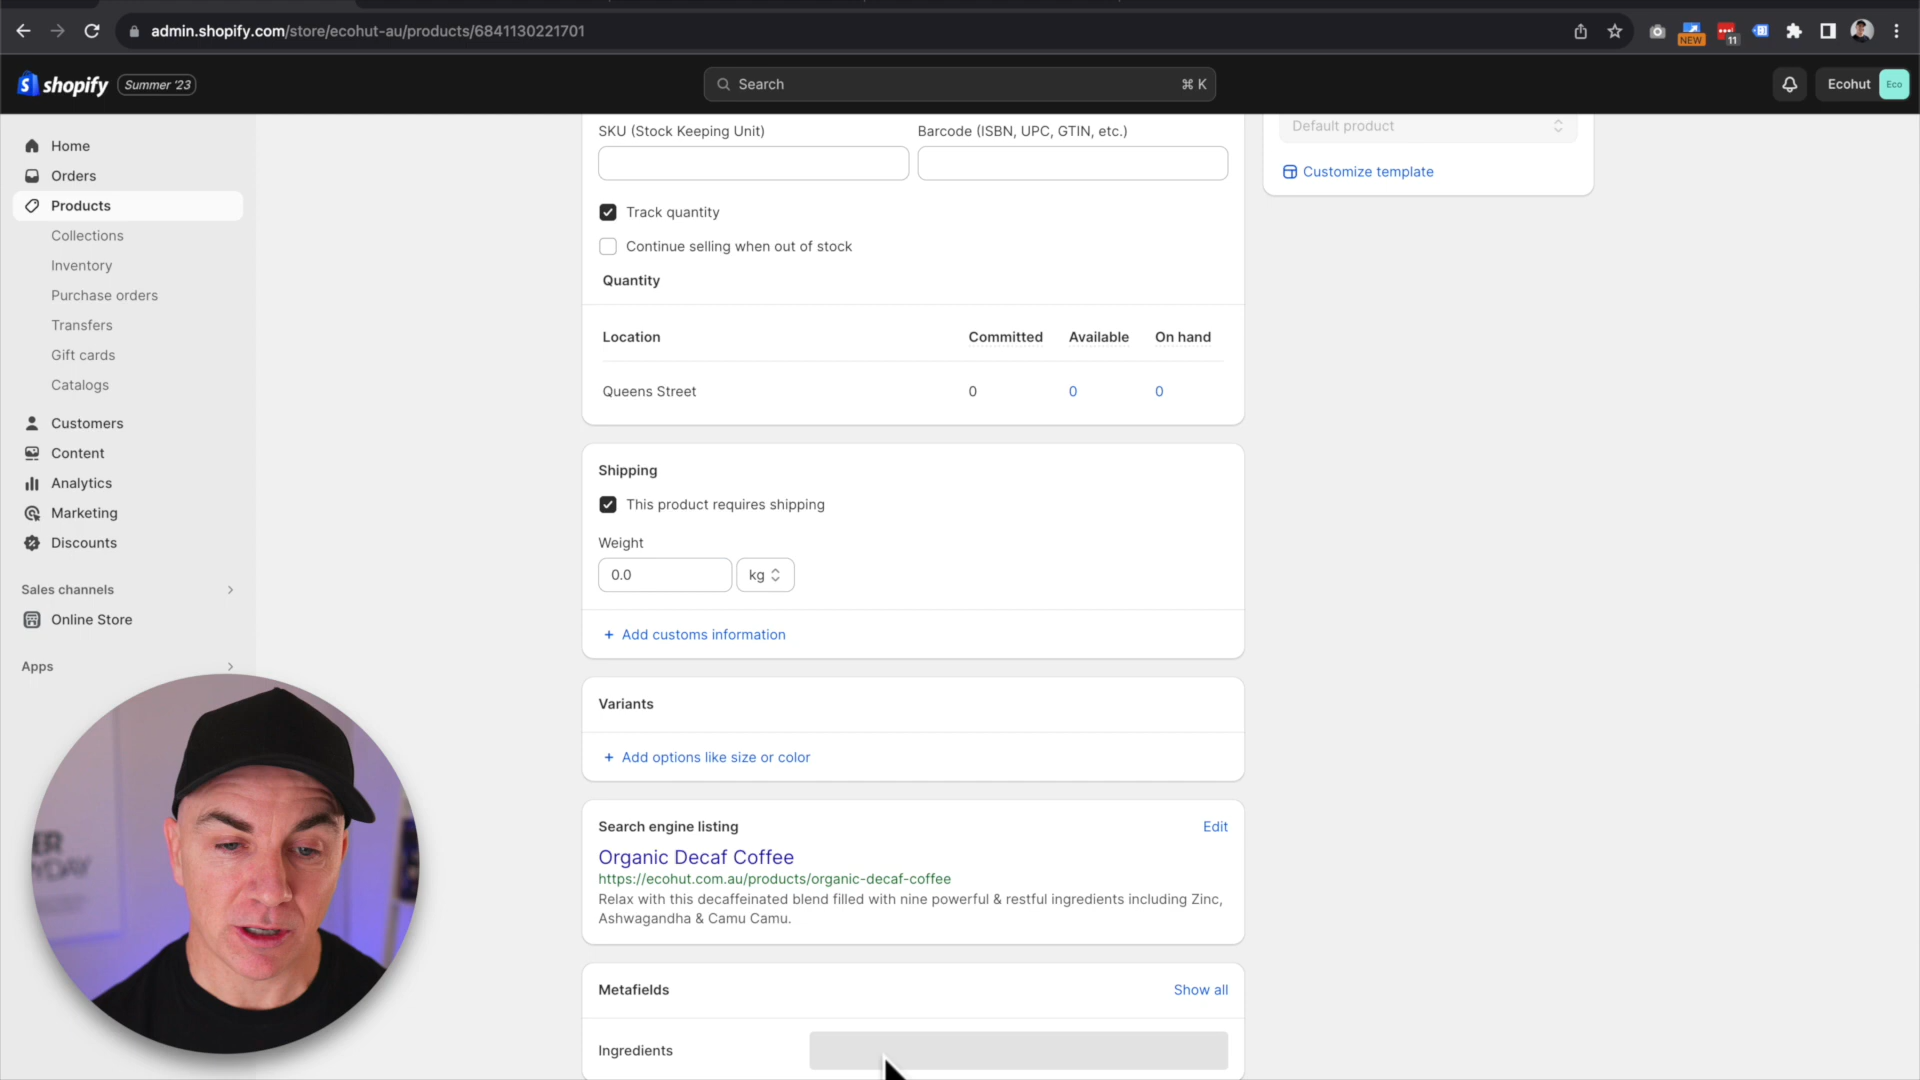 admin.shopify.com/store/ecohut-au/products/6841130221701
NEW
11
shopify
Summer '23
Search
⌘ K
Ecohut
Eco
Home
Orders
Products
Collections
Inventory
Purchase orders
Transfers
Gift cards
Catalogs
Customers
Content
Analytics
Marketing
Discounts
Sales channels
Online Store
Apps
SKU (Stock Keeping Unit)
Barcode (ISBN, UPC, GTIN, etc.)
Track quantity
Continue selling when out of stock
Quantity
Location Committed Available On hand
Queens Street 0 0 0
Shipping
This product requires shipping
Weight
0.0 kg
+ Add customs information
Variants
+ Add options like size or color
Search engine listing Edit
Organic Decaf Coffee
https://ecohut.com.au/products/organic-decaf-coffee
Relax with this decaffeinated blend filled with nine powerful & restful ingredients including Zinc,
Ashwagandha & Camu Camu.
Metafields Show all
Ingredients
Default product
Customize template